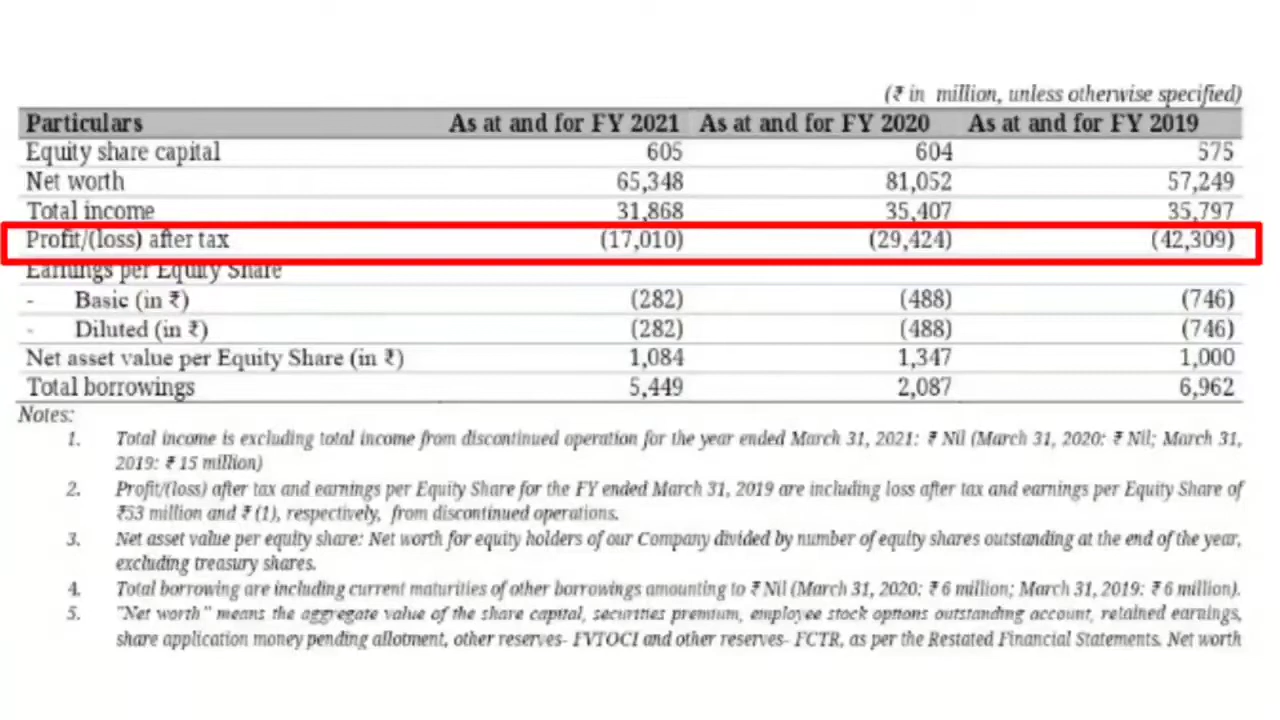 (₹ in million, unless otherwise specified)
Particulars As at and for FY 2021 As at and for FY 2020 As at and for FY 2019
Equity share capital 605 604 575
Net worth 65,348 81,052 57,249
Total income 31,868 35,407 35,797
Profit/(loss) after tax (17,010) (29,424) (42,309)
Earnings per Equity Share
- Basic (in ₹) (282) (488) (746)
- Diluted (in ₹) (282) (488) (746)
Net asset value per Equity Share (in ₹) 1,084 1,347 1,000
Total borrowings 5,449 2,087 6,962
Notes:
1. Total income is excluding total income from discontinued operation for the year ended March 31, 2021: ₹ Nil (March 31, 2020: ₹ Nil; March 31,
2019: ₹ 15 million)
2. Profit/(loss) after tax and earnings per Equity Share for the FY ended March 31, 2019 are including loss after tax and earnings per Equity Share of
₹53 million and ₹ (1), respectively, from discontinued operations.
3. Net asset value per equity share: Net worth for equity holders of our Company divided by number of equity shares outstanding at the end of the year,
excluding treasury shares.
4. Total borrowing are including current maturities of other borrowings amounting to ₹ Nil (March 31, 2020: ₹ 6 million; March 31, 2019: ₹ 6 million).
5. "Net worth" means the aggregate value of the share capital, securities premium, employee stock options outstanding account, retained earnings,
share application money pending allotment, other reserves- FVTOCI and other reserves- FCTR, as per the Restated Financial Statements. Net worth